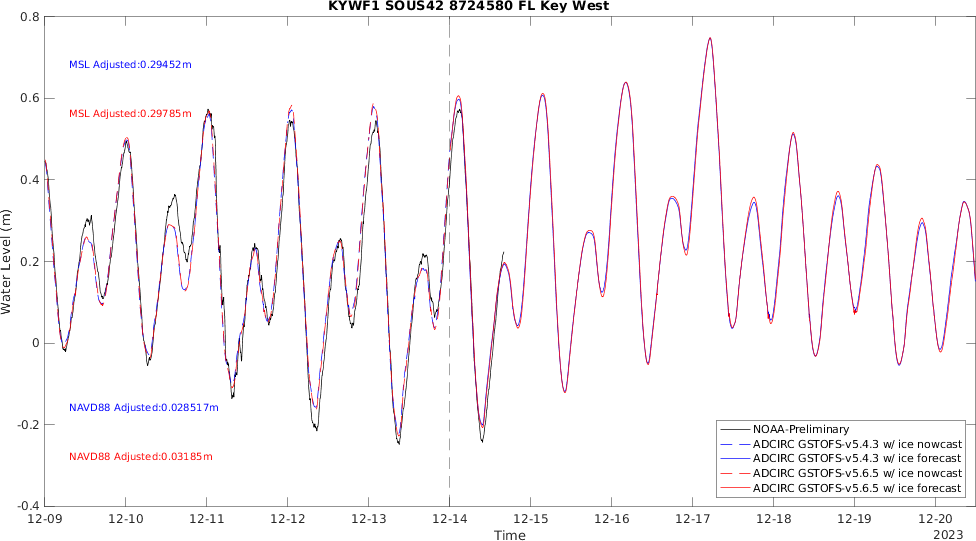 KYWF1 SOUS42 8724580 FL Key West
0.8
0.6
0.4
0.2
0
-0.2
-0.4
Water Level (m)
MSL Adjusted:0.29452m
MSL Adjusted:0.29785m
NAVD88 Adjusted:0.028517m
NAVD88 Adjusted:0.03185m
NOAA-Preliminary
ADCIRC GSTOFS-v5.4.3 w/ ice nowcast
ADCIRC GSTOFS-v5.4.3 w/ ice forecast
ADCIRC GSTOFS-v5.6.5 w/ ice nowcast
ADCIRC GSTOFS-v5.6.5 w/ ice forecast
12-09 12-10 12-11 12-12 12-13 12-14 12-15 12-16 12-17 12-18 12-19 12-20
2023
Time